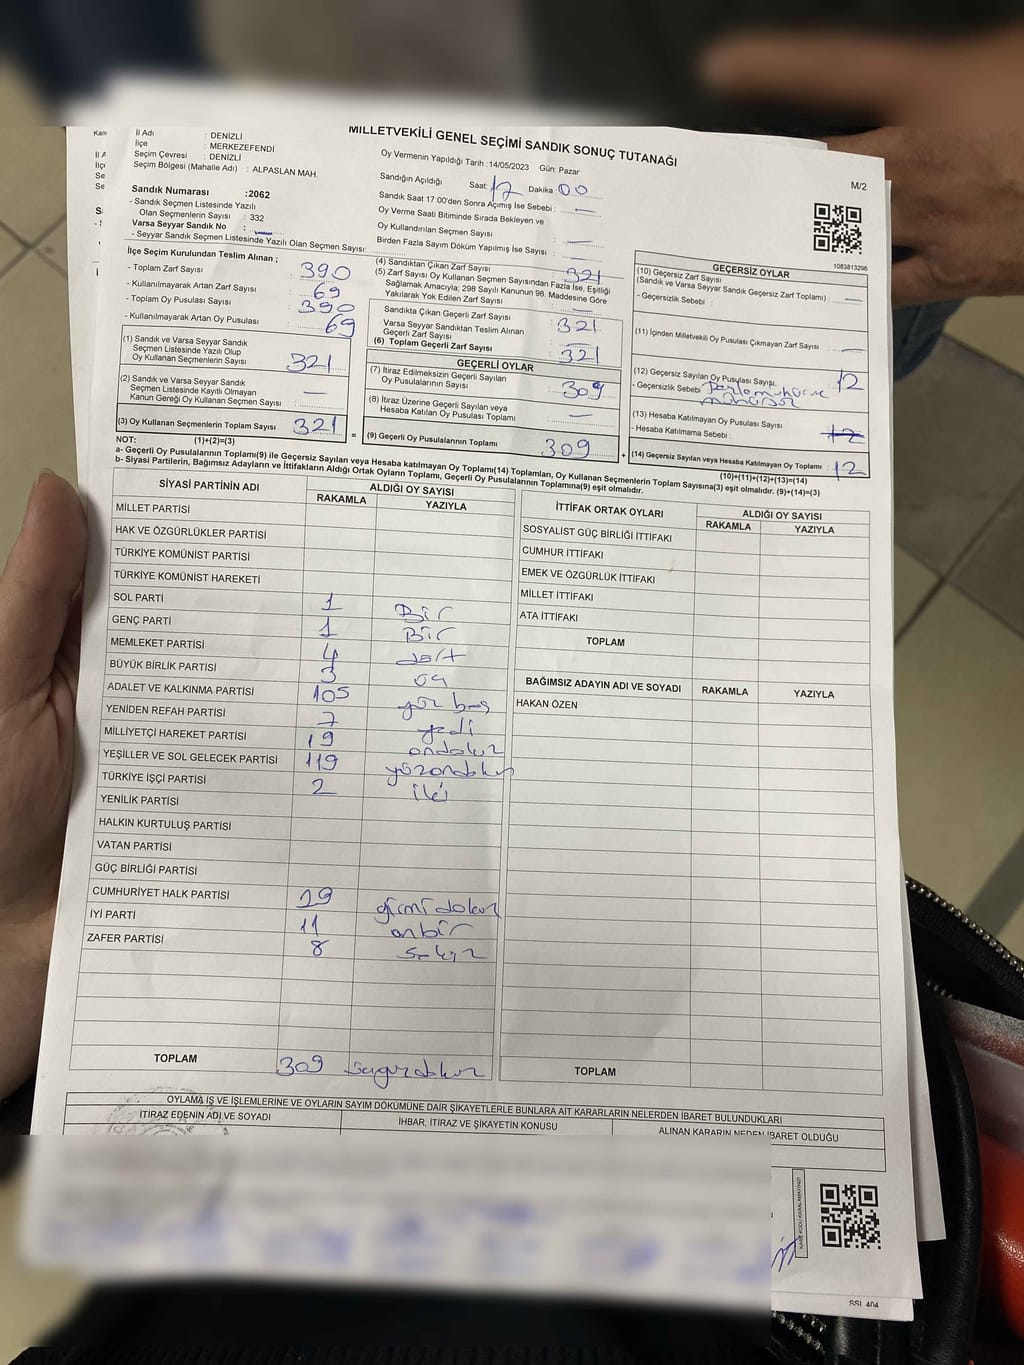 MİLLETVEKİLİ GENEL SEÇİMİ SANDIK SONUÇ TUTANAĞI
M/2
İl Adı : DENİZLİ
İlçe : MERKEZEFENDİ
Seçim Çevresi : DENİZLİ
Seçim Bölgesi (Mahalle Adı) : ALPASLAN MAH.
Sandık Numarası : 2062
- Sandık Seçmen Listesinde Yazılı
Olan Seçmenlerin Sayısı : 332
Varsa Seyyar Sandık No : —
- Seyyar Sandık Seçmen Listesinde Yazılı Olan Seçmen Sayısı:
Oy Vermenin Yapıldığı Tarih : 14/05/2023 Gün: Pazar
Sandığın Açıldığı Saat: 17 Dakika 00
Sandık Saat 17.00'den Sonra Açımış İse Sebebi : —
Oy Verme Saati Bitiminde Sırada Bekleyen ve
Oy Kullandırılan Seçmen Sayısı : —
Birden Fazla Sayım Döküm Yapılmış İse Sayısı : —
1083813296
İlçe Seçim Kurulundan Teslim Alınan ;
- Toplam Zarf Sayısı : 390
- Kullanılmayarak Artan Zarf Sayısı : 69
- Toplam Oy Pusulası Sayısı : 390
- Kullanılmayarak Artan Oy Pusulası : 69
(1) Sandık ve Varsa Seyyar Sandık
Seçmen Listesinde Yazılı Olup
Oy Kullanan Seçmenlerin Sayısı : 321
(2) Sandık ve Varsa Seyyar Sandık
Seçmen Listesinde Kayıtlı Olmayan
Kanun Gereği Oy Kullanan Seçmen Sayısı : —
(3) Oy Kullanan Seçmenlerin Toplam Sayısı : 321
(4) Sandıktan Çıkan Zarf Sayısı : 321
(5) Zarf Sayısı Oy Kullanan Seçmen Sayısından Fazla İse, Eşitliği
Sağlamak Amacıyla; 298 Sayılı Kanunun 98. Maddesine Göre
Yakılarak Yok Edilen Zarf Sayısı : —
Sandıkta Çıkan Geçerli Zarf Sayısı : 321
Varsa Seyyar Sandıktan Teslim Alınan
Geçerli Zarf Sayısı : —
(6) Toplam Geçerli Zarf Sayısı : 321
GEÇERLİ OYLAR
(7) İtiraz Edilmeksizin Geçerli Sayılan
Oy Pusulalarının Sayısı : 309
(8) İtiraz Üzerine Geçerli Sayılan veya
Hesaba Katılan Oy Pusulası Toplamı : —
= (9) Geçerli Oy Pusulalarının Toplamı : 309
GEÇERSİZ OYLAR
(10) Geçersiz Zarf Sayısı
(Sandık ve Varsa Seyyar Sandık Geçersiz Zarf Toplamı) : —
- Geçersizlik Sebebi :
(11) İçinden Milletvekili Oy Pusulası Çıkmayan Zarf Sayısı : —
(12) Geçersiz Sayılan Oy Pusulası Sayısı : 12
- Geçersizlik Sebebi :
(13) Hesaba Katılmayan Oy Pusulası Sayısı
- Hesaba Katılmama Sebebi :
+ (14) Geçersiz Sayılan veya Hesaba Katılmayan Oy Toplamı : 12
NOT: (1)+(2)=(3)
(10)+(11)+(12)+(13)=(14)
a- Geçerli Oy Pusulalarının Toplamı(9) ile Geçersiz Sayılan veya Hesaba katılmayan Oy Toplamı(14) Toplamları, Oy Kullanan Seçmenlerin Toplam Sayısına(3) eşit olmalıdır. (9)+(14)=(3)
b- Siyasi Partilerin, Bağımsız Adayların ve İttifakların Aldığı Ortak Oyların Toplamı, Geçerli Oy Pusulalarının Toplamına(9) eşit olmalıdır.
SİYASİ PARTİNİN ADI ALDIĞI OY SAYISI
RAKAMLA YAZIYLA
MİLLET PARTİSİ
HAK VE ÖZGÜRLÜKLER PARTİSİ
TÜRKİYE KOMÜNİST PARTİSİ
TÜRKİYE KOMÜNİST HAREKETİ
SOL PARTİ 1 Bir
GENÇ PARTİ 1 Bir
MEMLEKET PARTİSİ 4 dört
BÜYÜK BİRLİK PARTİSİ 3 üç
ADALET VE KALKINMA PARTİSİ 105 yüz beş
YENİDEN REFAH PARTİSİ 7 yedi
MİLLİYETÇİ HAREKET PARTİSİ 19 ondokuz
YEŞİLLER VE SOL GELECEK PARTİSİ 119 yüzondokuz
TÜRKİYE İŞÇİ PARTİSİ 2 iki
YENİLİK PARTİSİ
HALKIN KURTULUŞ PARTİSİ
VATAN PARTİSİ
GÜÇ BİRLİĞİ PARTİSİ
CUMHURİYET HALK PARTİSİ 29 yirmidokuz
İYİ PARTİ 11 onbir
ZAFER PARTİSİ 8 sekiz
TOPLAM 309 üçyüzdokuz
İTTİFAK ORTAK OYLARI ALDIĞI OY SAYISI
RAKAMLA YAZIYLA
SOSYALİST GÜÇ BİRLİĞİ İTTİFAKI
CUMHUR İTTİFAKI
EMEK VE ÖZGÜRLÜK İTTİFAKI
MİLLET İTTİFAKI
ATA İTTİFAKI
TOPLAM
BAĞIMSIZ ADAYIN ADI VE SOYADI RAKAMLA YAZIYLA
HAKAN ÖZEN
TOPLAM
OYLAMA İŞ VE İŞLEMLERİNE VE OYLARIN SAYIM DÖKÜMÜNE DAİR ŞİKAYETLERLE BUNLARA AİT KARARLARIN NELERDEN İBARET BULUNDUKLARI
İTİRAZ EDENİN ADI VE SOYADI
İHBAR, İTİRAZ VE ŞİKAYETİN KONUSU
ALINAN KARARIN NEDEN İBARET OLDUĞU